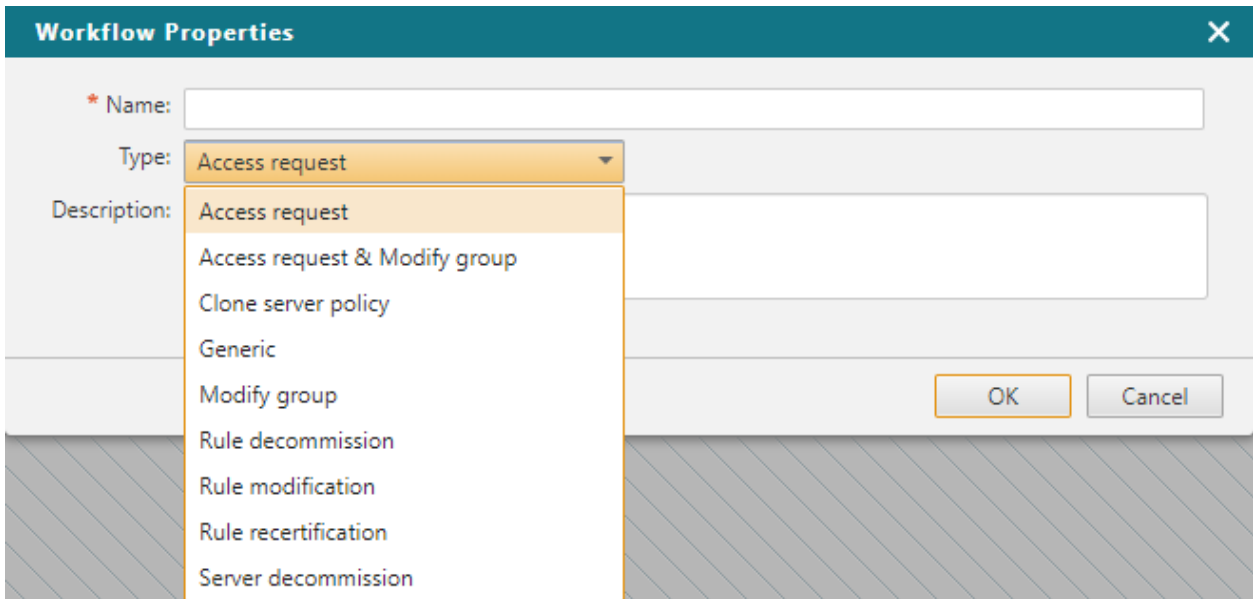 Workflow Properties
* Name:
Type: Access request
Description:
Access request
Access request & Modify group
Clone server policy
Generic
Modify group
Rule decommission
Rule modification
Rule recertification
Server decommission
OK Cancel